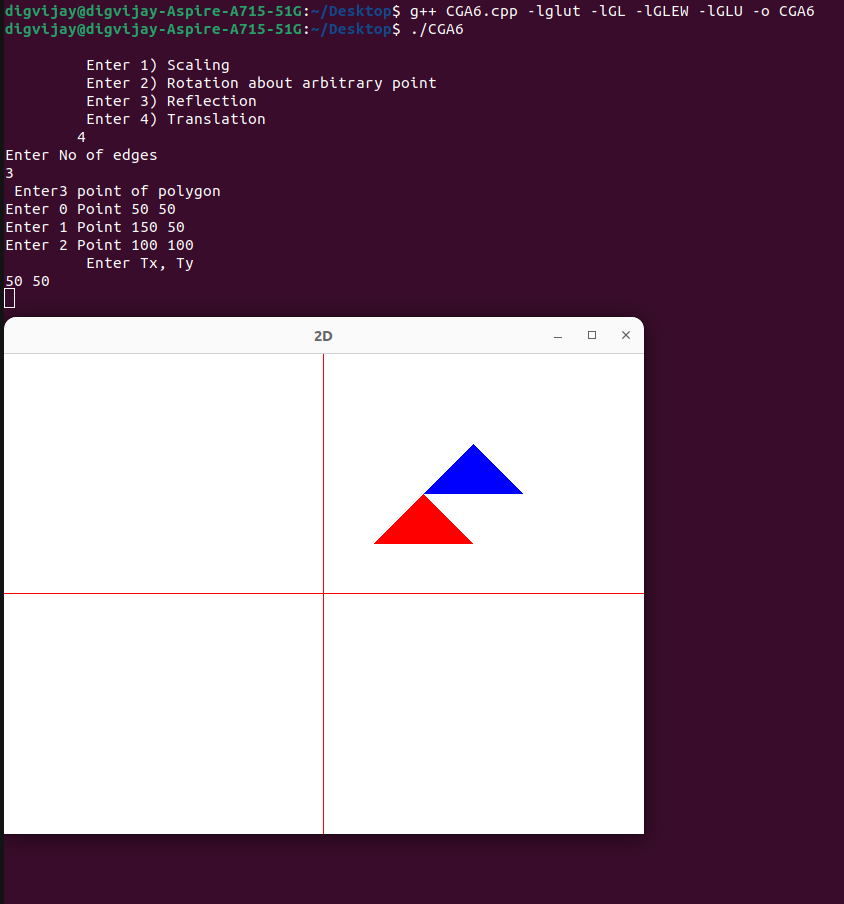 digvijay@digvijay-Aspire-A715-51G:~/Desktop$ g++ CGA6.cpp -lglut -lGL -lGLEW -lGLU -o CGA6
digvijay@digvijay-Aspire-A715-51G:~/Desktop$ ./CGA6
Enter 1) Scaling
Enter 2) Rotation about arbitrary point
Enter 3) Reflection
Enter 4) Translation
4
Enter No of edges
3
Enter3 point of polygon
Enter 0 Point 50 50
Enter 1 Point 150 50
Enter 2 Point 100 100
Enter Tx, Ty
50 50
2D